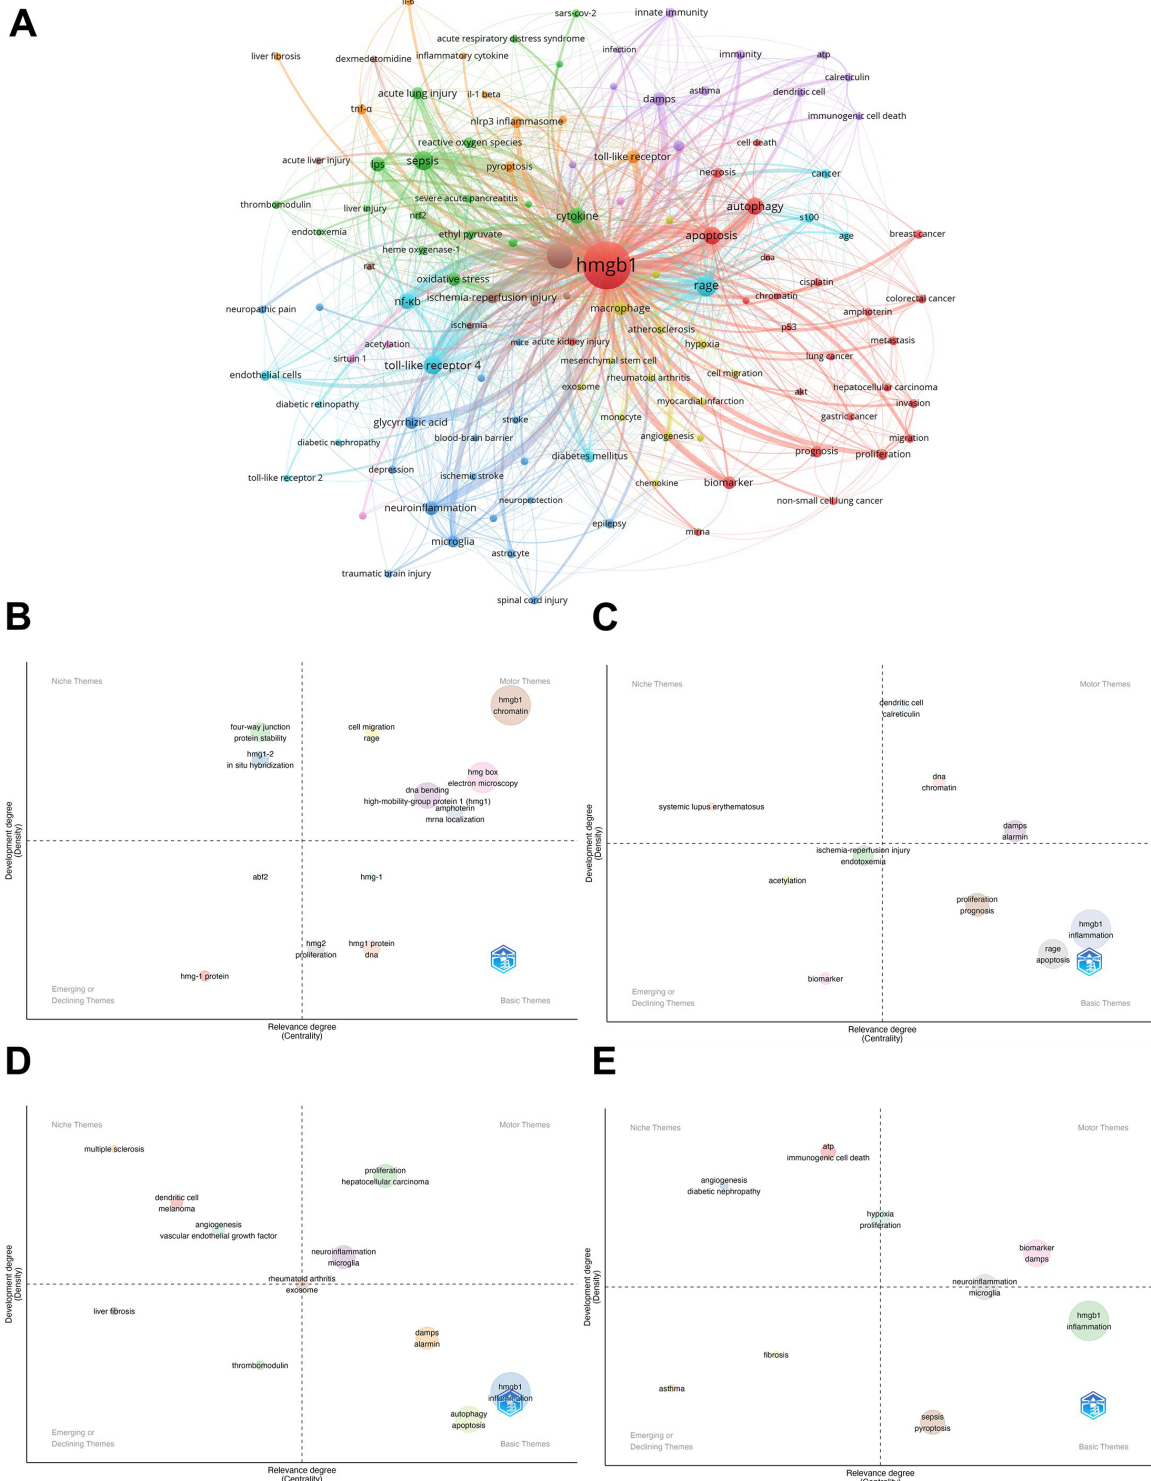 A
il-6
sars-cov-2
innate immunity
acute respiratory distress syndrome
infection
liver fibrosis
dexmedetomidine
inflammatory cytokine
immunity
atp
calreticulin
acute lung injury
il-1 beta
damps
asthma
dendritic cell
tnf-α
nlrp3 inflammasome
immunogenic cell death
reactive oxygen species
cell death
acute liver injury
lps
sepsis
pyroptosis
toll-like receptor
necrosis
cancer
thrombomodulin
liver injury
severe acute pancreatitis
nrf2
cytokine
autophagy
s100
endotoxemia
ethyl pyruvate
apoptosis
age
breast cancer
heme oxygenase-1
rat
hmgb1
dna
oxidative stress
rage
cisplatin
nf-κb
ischemia-reperfusion injury
chromatin
colorectal cancer
neuropathic pain
macrophage
amphoterin
ischemia
atherosclerosis
p53
acetylation
mice
acute kidney injury
hypoxia
metastasis
sirtuin 1
toll-like receptor 4
mesenchymal stem cell
lung cancer
endothelial cells
exosome
rheumatoid arthritis
cell migration
akt
hepatocellular carcinoma
diabetic retinopathy
myocardial infarction
invasion
glycyrrhizic acid
stroke
monocyte
gastric cancer
diabetic nephropathy
blood-brain barrier
angiogenesis
migration
diabetes mellitus
prognosis
proliferation
toll-like receptor 2
depression
ischemic stroke
chemokine
biomarker
neuroinflammation
neuroprotection
non-small cell lung cancer
epilepsy
mirna
microglia
astrocyte
traumatic brain injury
spinal cord injury
B
Niche Themes
Motor Themes
hmgb1
chromatin
four-way junction
protein stability
cell migration
rage
hmg1-2
in situ hybridization
hmg box
electron microscopy
dna bending
high-mobility-group protein 1 (hmg1)
amphoterin
mrna localization
abf2
hmg-1
hmg2
proliferation
hmg1 protein
dna
hmg-1 protein
Emerging or
Declining Themes
Basic Themes
Development degree
(Density)
Relevance degree
(Centrality)
C
Niche Themes
Motor Themes
dendritic cell
calreticulin
dna
chromatin
systemic lupus erythematosus
damps
alarmin
ischemia-reperfusion injury
endotoxemia
acetylation
proliferation
prognosis
hmgb1
inflammation
rage
apoptosis
biomarker
Emerging or
Declining Themes
Basic Themes
Development degree
(Density)
Relevance degree
(Centrality)
D
Niche Themes
Motor Themes
multiple sclerosis
proliferation
hepatocellular carcinoma
dendritic cell
melanoma
angiogenesis
vascular endothelial growth factor
neuroinflammation
microglia
rheumatoid arthritis
exosome
liver fibrosis
damps
alarmin
thrombomodulin
hmgb1
inflammation
autophagy
apoptosis
Emerging or
Declining Themes
Basic Themes
Development degree
(Density)
Relevance degree
(Centrality)
E
Niche Themes
Motor Themes
atp
immunogenic cell death
angiogenesis
diabetic nephropathy
hypoxia
proliferation
biomarker
damps
neuroinflammation
microglia
hmgb1
inflammation
fibrosis
asthma
sepsis
pyroptosis
Emerging or
Declining Themes
Basic Themes
Development degree
(Density)
Relevance degree
(Centrality)